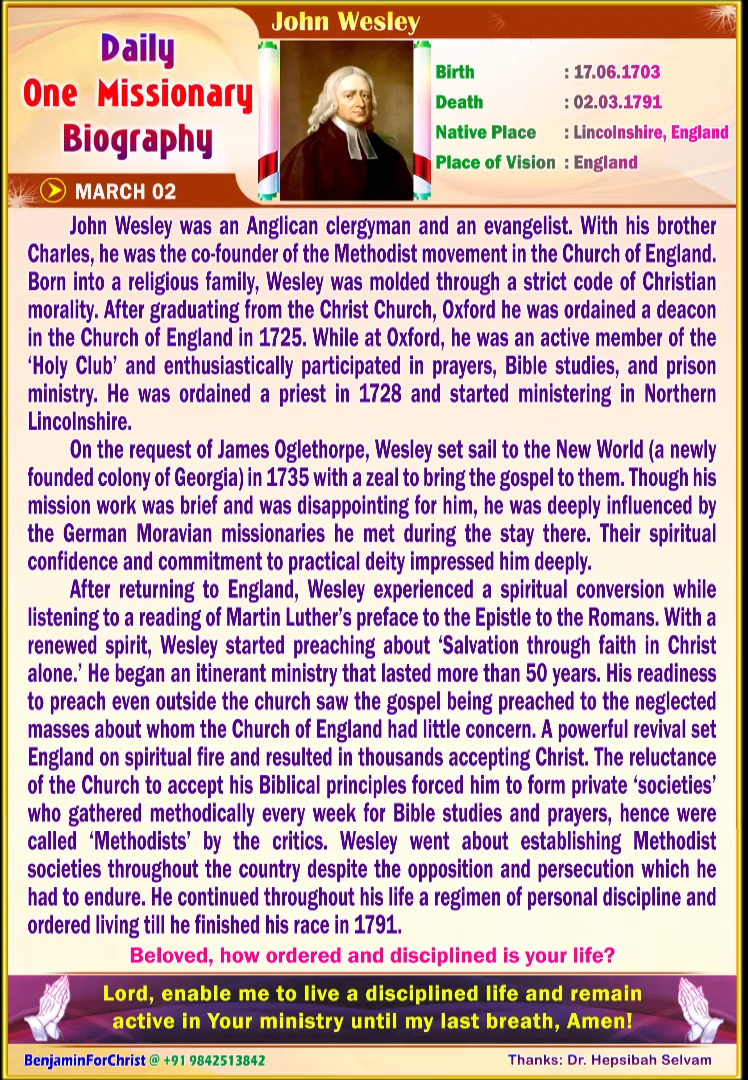 John Wesley
Daily
One Missionary
Biography
Birth : 17.06.1703
Death : 02.03.1791
Native Place : Lincolnshire, England
Place of Vision : England
MARCH 02
John Wesley was an Anglican clergyman and an evangelist. With his brother
Charles, he was the co-founder of the Methodist movement in the Church of England.
Born into a religious family, Wesley was molded through a strict code of Christian
morality. After graduating from the Christ Church, Oxford he was ordained a deacon
in the Church of England in 1725. While at Oxford, he was an active member of the
‘Holy Club’ and enthusiastically participated in prayers, Bible studies, and prison
ministry. He was ordained a priest in 1728 and started ministering in Northern
Lincolnshire.
On the request of James Oglethorpe, Wesley set sail to the New World (a newly
founded colony of Georgia) in 1735 with a zeal to bring the gospel to them. Though his
mission work was brief and was disappointing for him, he was deeply influenced by
the German Moravian missionaries he met during the stay there. Their spiritual
confidence and commitment to practical deity impressed him deeply.
After returning to England, Wesley experienced a spiritual conversion while
listening to a reading of Martin Luther’s preface to the Epistle to the Romans. With a
renewed spirit, Wesley started preaching about ‘Salvation through faith in Christ
alone.’ He began an itinerant ministry that lasted more than 50 years. His readiness
to preach even outside the church saw the gospel being preached to the neglected
masses about whom the Church of England had little concern. A powerful revival set
England on spiritual fire and resulted in thousands accepting Christ. The reluctance
of the Church to accept his Biblical principles forced him to form private ‘societies’
who gathered methodically every week for Bible studies and prayers, hence were
called ‘Methodists’ by the critics. Wesley went about establishing Methodist
societies throughout the country despite the opposition and persecution which he
had to endure. He continued throughout his life a regimen of personal discipline and
ordered living till he finished his race in 1791.
Beloved, how ordered and disciplined is your life?
Lord, enable me to live a disciplined life and remain
active in Your ministry until my last breath, Amen!
BenjaminForChrist @ +91 9842513842
Thanks: Dr. Hepsibah Selvam